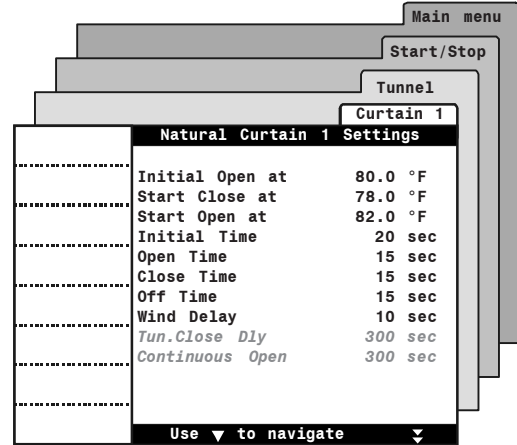 Main menu
Start/Stop
Tunnel
Curtain 1
Natural Curtain 1 Settings
Initial Open at 80.0 °F
Start Close at 78.0 °F
Start Open at 82.0 °F
Initial Time 20 sec
Open Time 15 sec
Close Time 15 sec
Off Time 15 sec
Wind Delay 10 sec
Tun.Close Dly 300 sec
Continuous Open 300 sec
Use ▼ to navigate